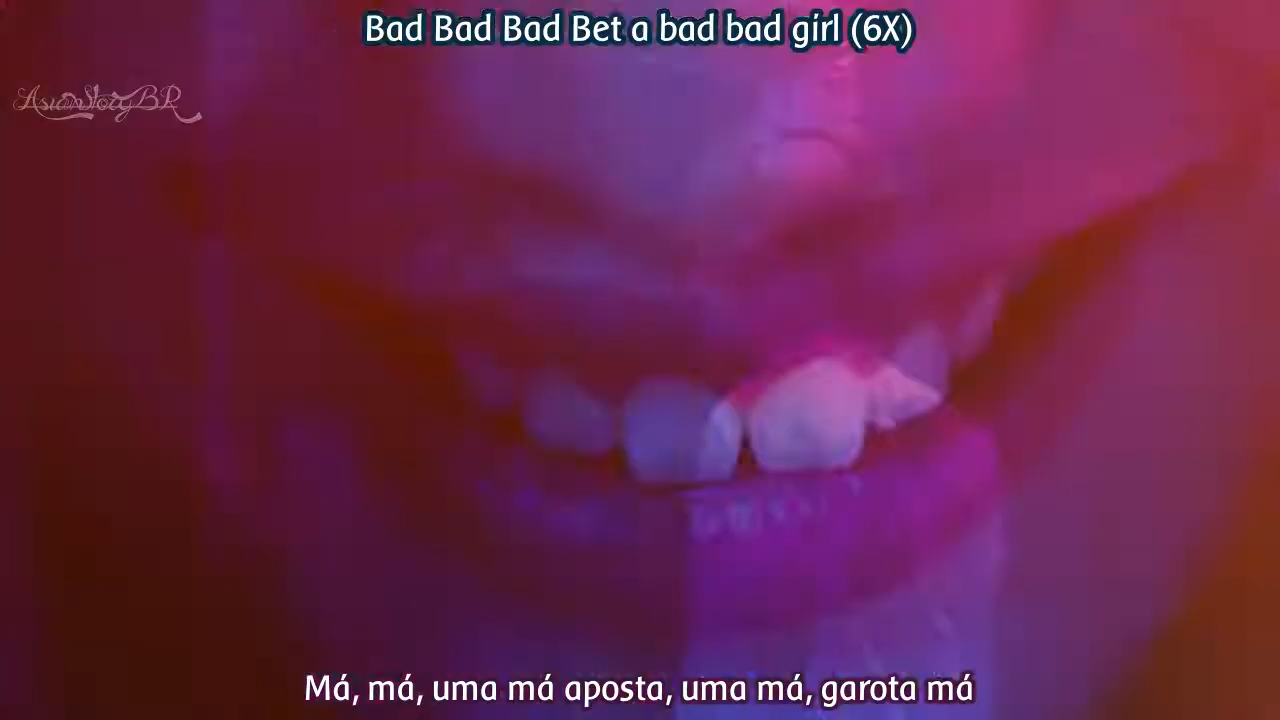 Bad Bad Bad Bet a bad bad girl (6X)
AsianStoryBR
Má, má, uma má aposta, uma má, garota má